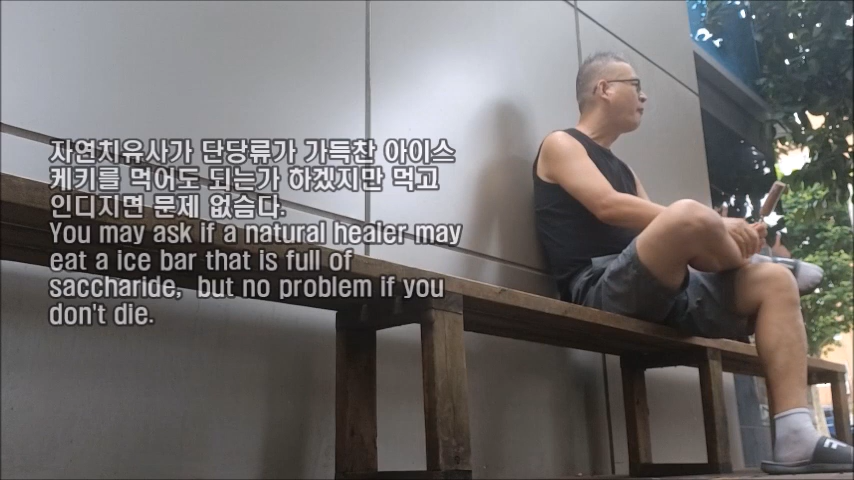 자연치유사가 단당류가 가득찬 아이스
케키를 먹어도 되는가 하겠지만 먹고
인디지면 문제 없슴다.
You may ask if a natural healer may
eat a ice bar that is full of
saccharide, but no problem if you
don't die.